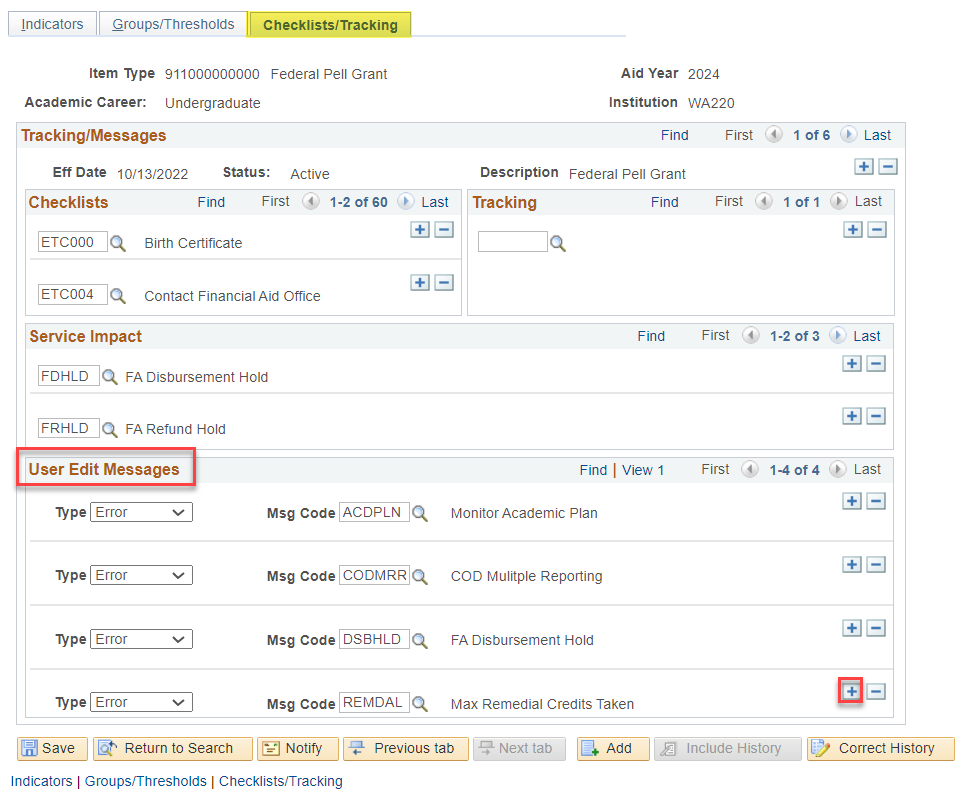 Indicators Groups/Thresholds Checklists/Tracking
Item Type 911000000000 Federal Pell Grant Aid Year 2024
Academic Career: Undergraduate Institution WA220
Tracking/Messages Find First 1 of 6 Last
Eff Date 10/13/2022 Status: Active Description Federal Pell Grant
Checklists Find First 1-2 of 60 Last
ETC000 Birth Certificate
ETC004 Contact Financial Aid Office
Tracking Find First 1 of 1 Last
Service Impact Find First 1-2 of 3 Last
FDHLD FA Disbursement Hold
FRHLD FA Refund Hold
User Edit Messages Find | View 1 First 1-4 of 4 Last
Type Error Msg Code ACDPLN Monitor Academic Plan
Type Error Msg Code CODMRR COD Mulitple Reporting
Type Error Msg Code DSBHLD FA Disbursement Hold
Type Error Msg Code REMDAL Max Remedial Credits Taken
Save Return to Search Notify Previous tab Next tab Add Include History Correct History
Indicators | Groups/Thresholds | Checklists/Tracking